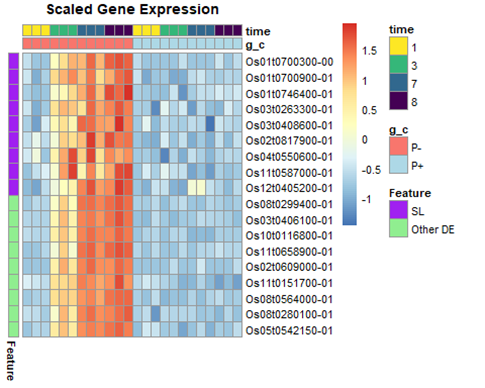 Scaled Gene Expression
time
g_c
Os01t0700300-00
Os01t0700900-01
Os01t0746400-01
Os03t0263300-01
Os03t0408600-01
Os02t0817900-01
Os04t0550600-01
Os11t0587000-01
Os12t0405200-01
Os08t0299400-01
Os03t0406100-01
Os10t0116800-01
Os11t0658900-01
Os02t0609000-01
Os11t0151700-01
Os08t0564000-01
Os08t0280100-01
Os05t0542150-01
Feature
1.5
1
0.5
0
-0.5
-1
time
1
3
7
8
g_c
P-
P+
Feature
SL
Other DE